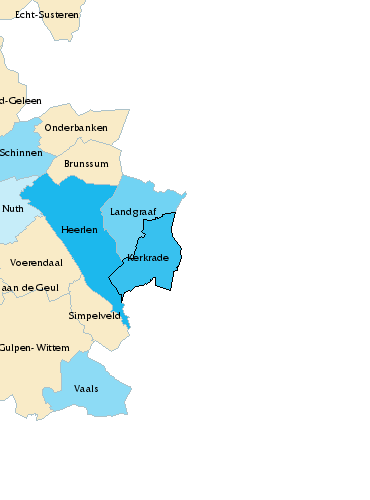 Echt-Susteren
d-Geleen
Onderbanken
Schinnen
Brunssum
Nuth
Landgraaf
Heerlen
Kerkrade
Voerendaal
aan de Geul
Simpelveld
Gulpen- Wittem
Vaals